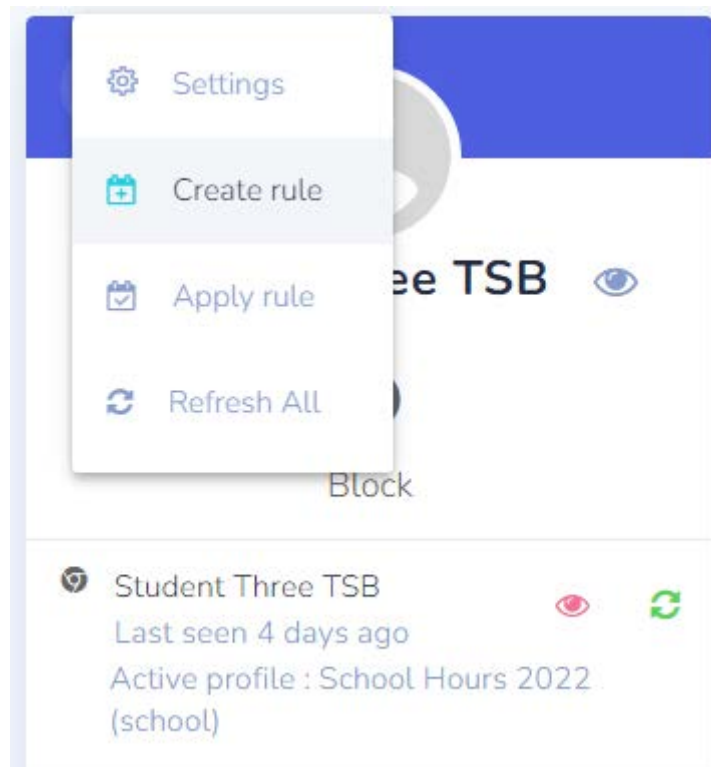 Settings
Create rule
Apply rule
Refresh All
ee TSB
Block
Student Three TSB
Last seen 4 days ago
Active profile : School Hours 2022
(school)